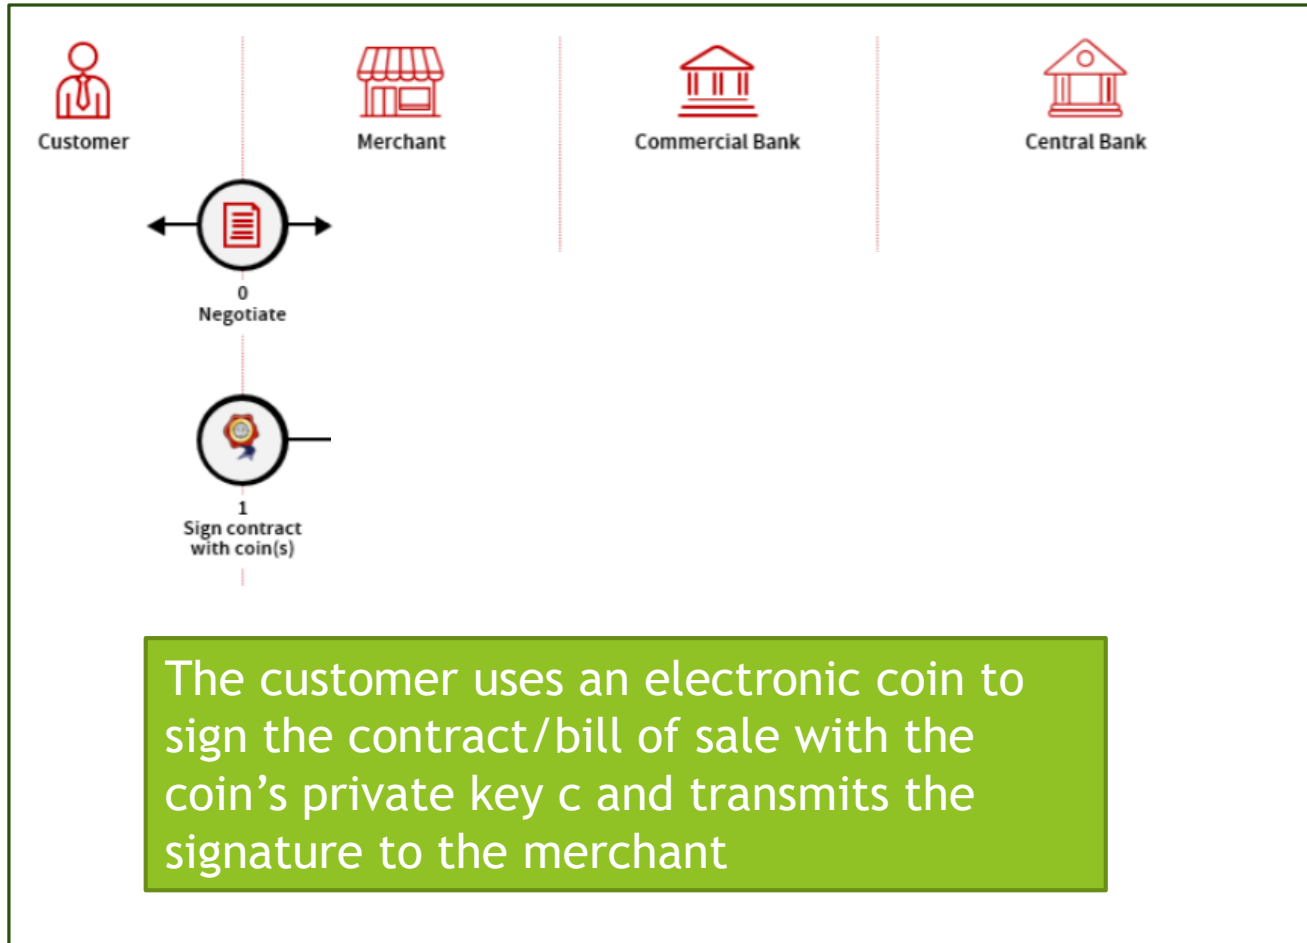 Customer
Merchant
Commercial Bank
Central Bank
0
Negotiate
1
Sign contract
with coin(s)
The customer uses an electronic coin to
sign the contract/bill of sale with the
coin’s private key c and transmits the
signature to the merchant